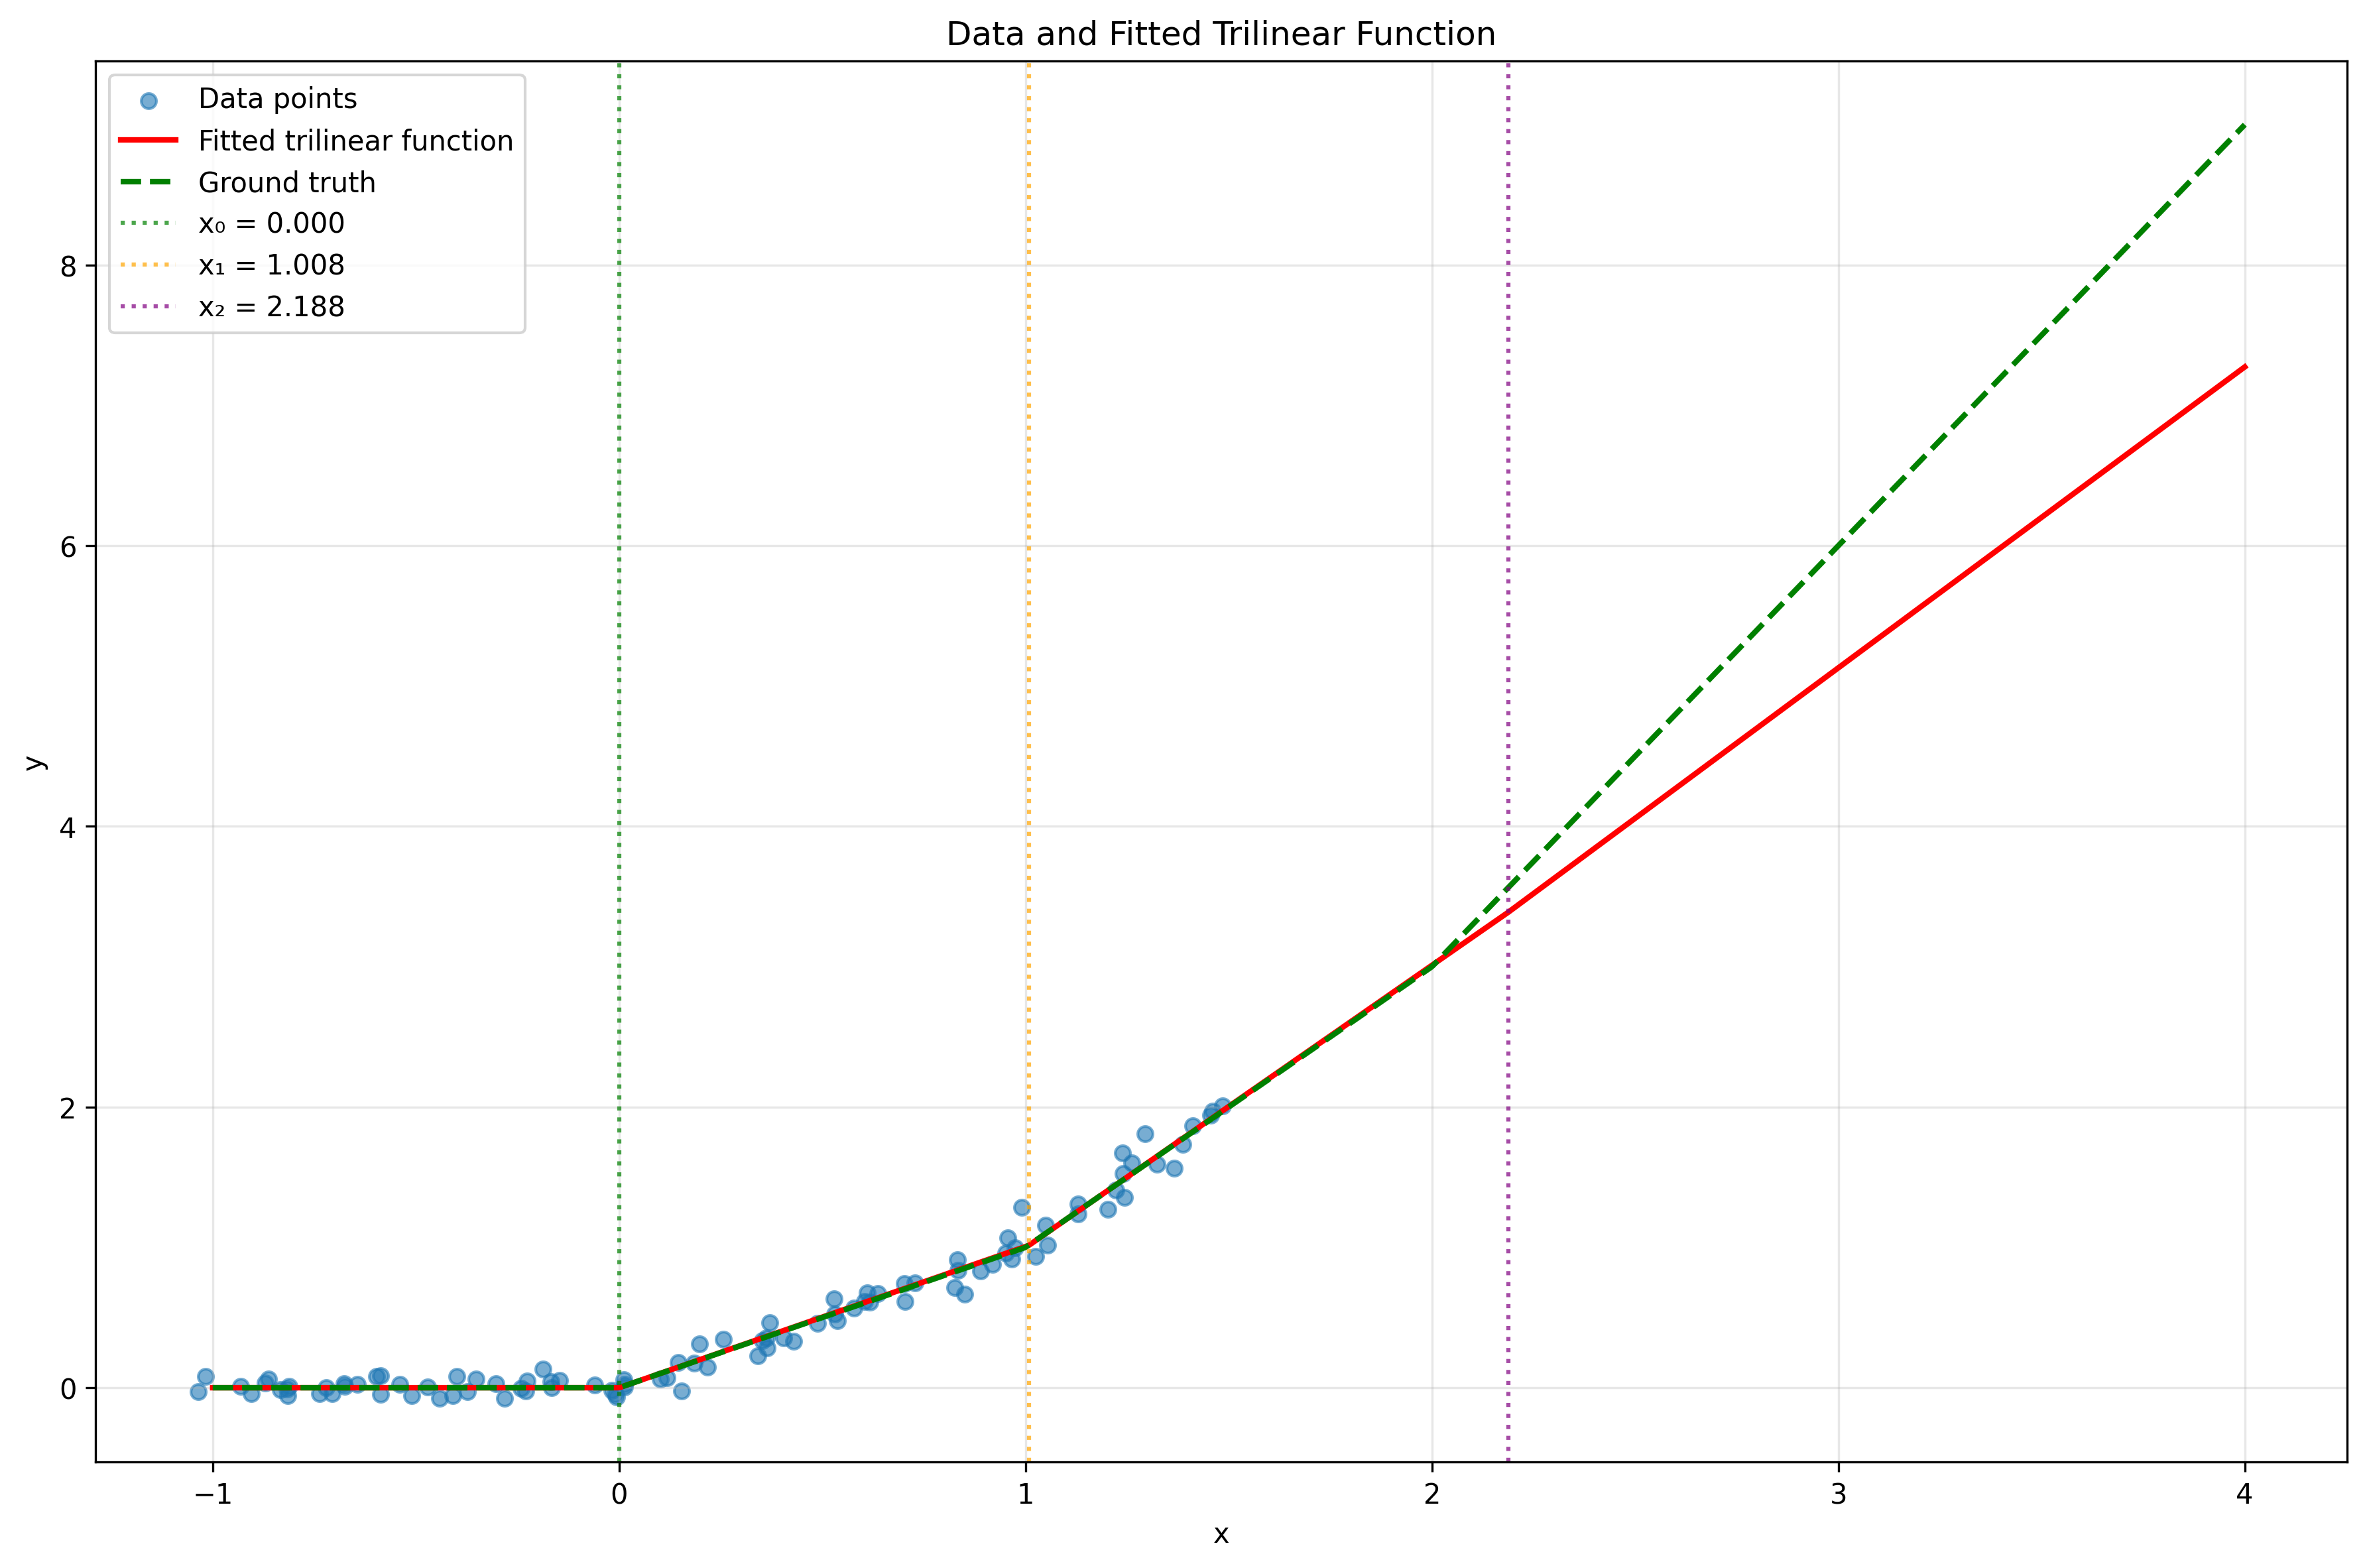 Data and Fitted Trilinear Function
Data points
Fitted trilinear function
Ground truth
x₀ = 0.000
x₁ = 1.008
x₂ = 2.188
8
6
4
2
0
y
−1 0 1 2 3 4
x